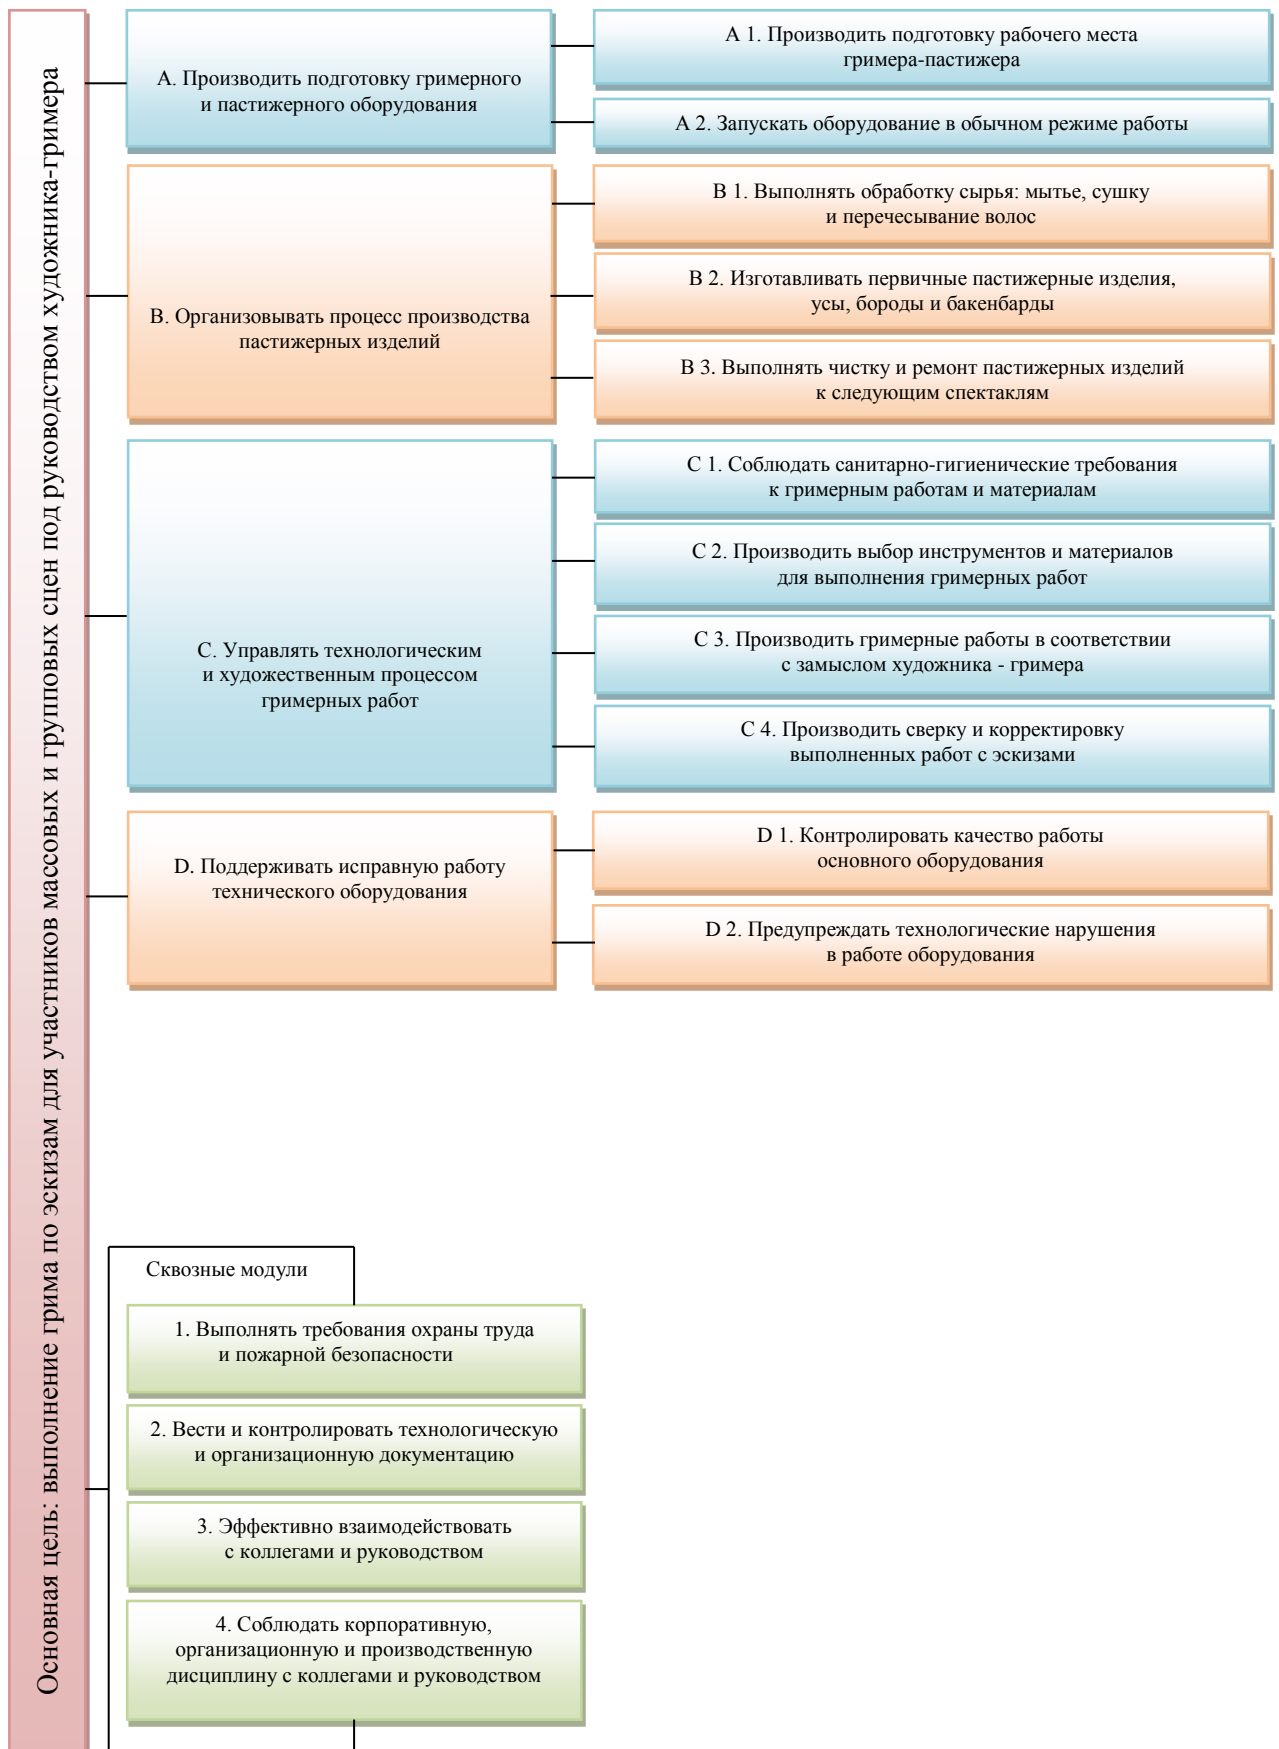 Основная цель: выполнение грима по эскизам для участников массовых и групповых сцен под руководством художника-гримера
А. Производить подготовку гримерного
и пастижерного оборудования
А 1. Производить подготовку рабочего места
гримера-пастижера
А 2. Запускать оборудование в обычном режиме работы
В. Организовывать процесс производства
пастижерных изделий
В 1. Выполнять обработку сырья: мытье, сушку
и перечесывание волос
В 2. Изготавливать первичные пастижерные изделия,
усы, бороды и бакенбарды
В 3. Выполнять чистку и ремонт пастижерных изделий
к следующим спектаклям
С. Управлять технологическим
и художественным процессом
гримерных работ
С 1. Соблюдать санитарно-гигиенические требования
к гримерным работам и материалам
С 2. Производить выбор инструментов и материалов
для выполнения гримерных работ
С 3. Производить гримерные работы в соответствии
с замыслом художника - гримера
С 4. Производить сверку и корректировку
выполненных работ с эскизами
D. Поддерживать исправную работу
технического оборудования
D 1. Контролировать качество работы
основного оборудования
D 2. Предупреждать технологические нарушения
в работе оборудования
Сквозные модули
1. Выполнять требования охраны труда
и пожарной безопасности
2. Вести и контролировать технологическую
и организационную документацию
3. Эффективно взаимодействовать
с коллегами и руководством
4. Соблюдать корпоративную,
организационную и производственную
дисциплину с коллегами и руководством